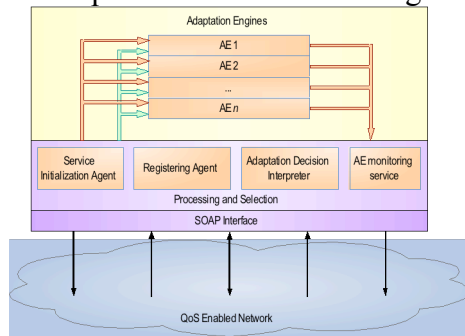 Adaptation Engines
AE 1
AE 2
...
AE n
Service
Initialization Agent
Registering Agent
Adaptation Decision
Interpreter
AE monitoring
service
Processing and Selection
SOAP Interface
QoS Enabled Network